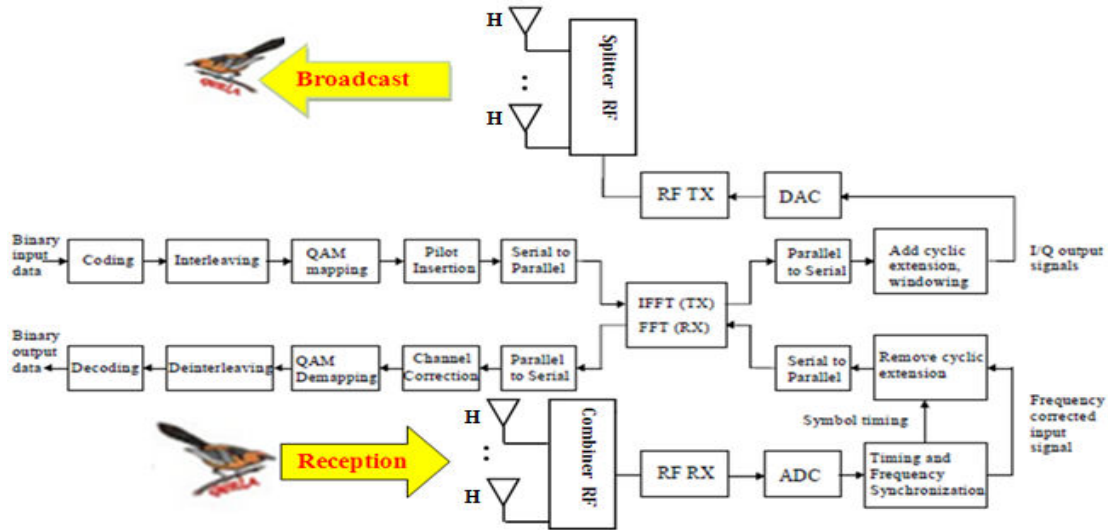 H
Splitter RF
Broadcast
H
RF TX
DAC
Binary
input
data
Coding
Interleaving
QAM
mapping
Pilot
Insertion
Serial to
Parallel
Parallel
to Serial
Add cyclic
extension,
windowing
I/Q output
signals
IFFT (TX)
FFT (RX)
Binary
output
data
Decoding
Deinterleaving
QAM
Demapping
Channel
Correction
Parallel
to Serial
Serial to
Parallel
Remove cyclic
extension
H
Combiner RF
Symbol timing
Frequency
corrected
input
signal
Reception
RF RX
ADC
Timing and
Frequency
Synchronization
H